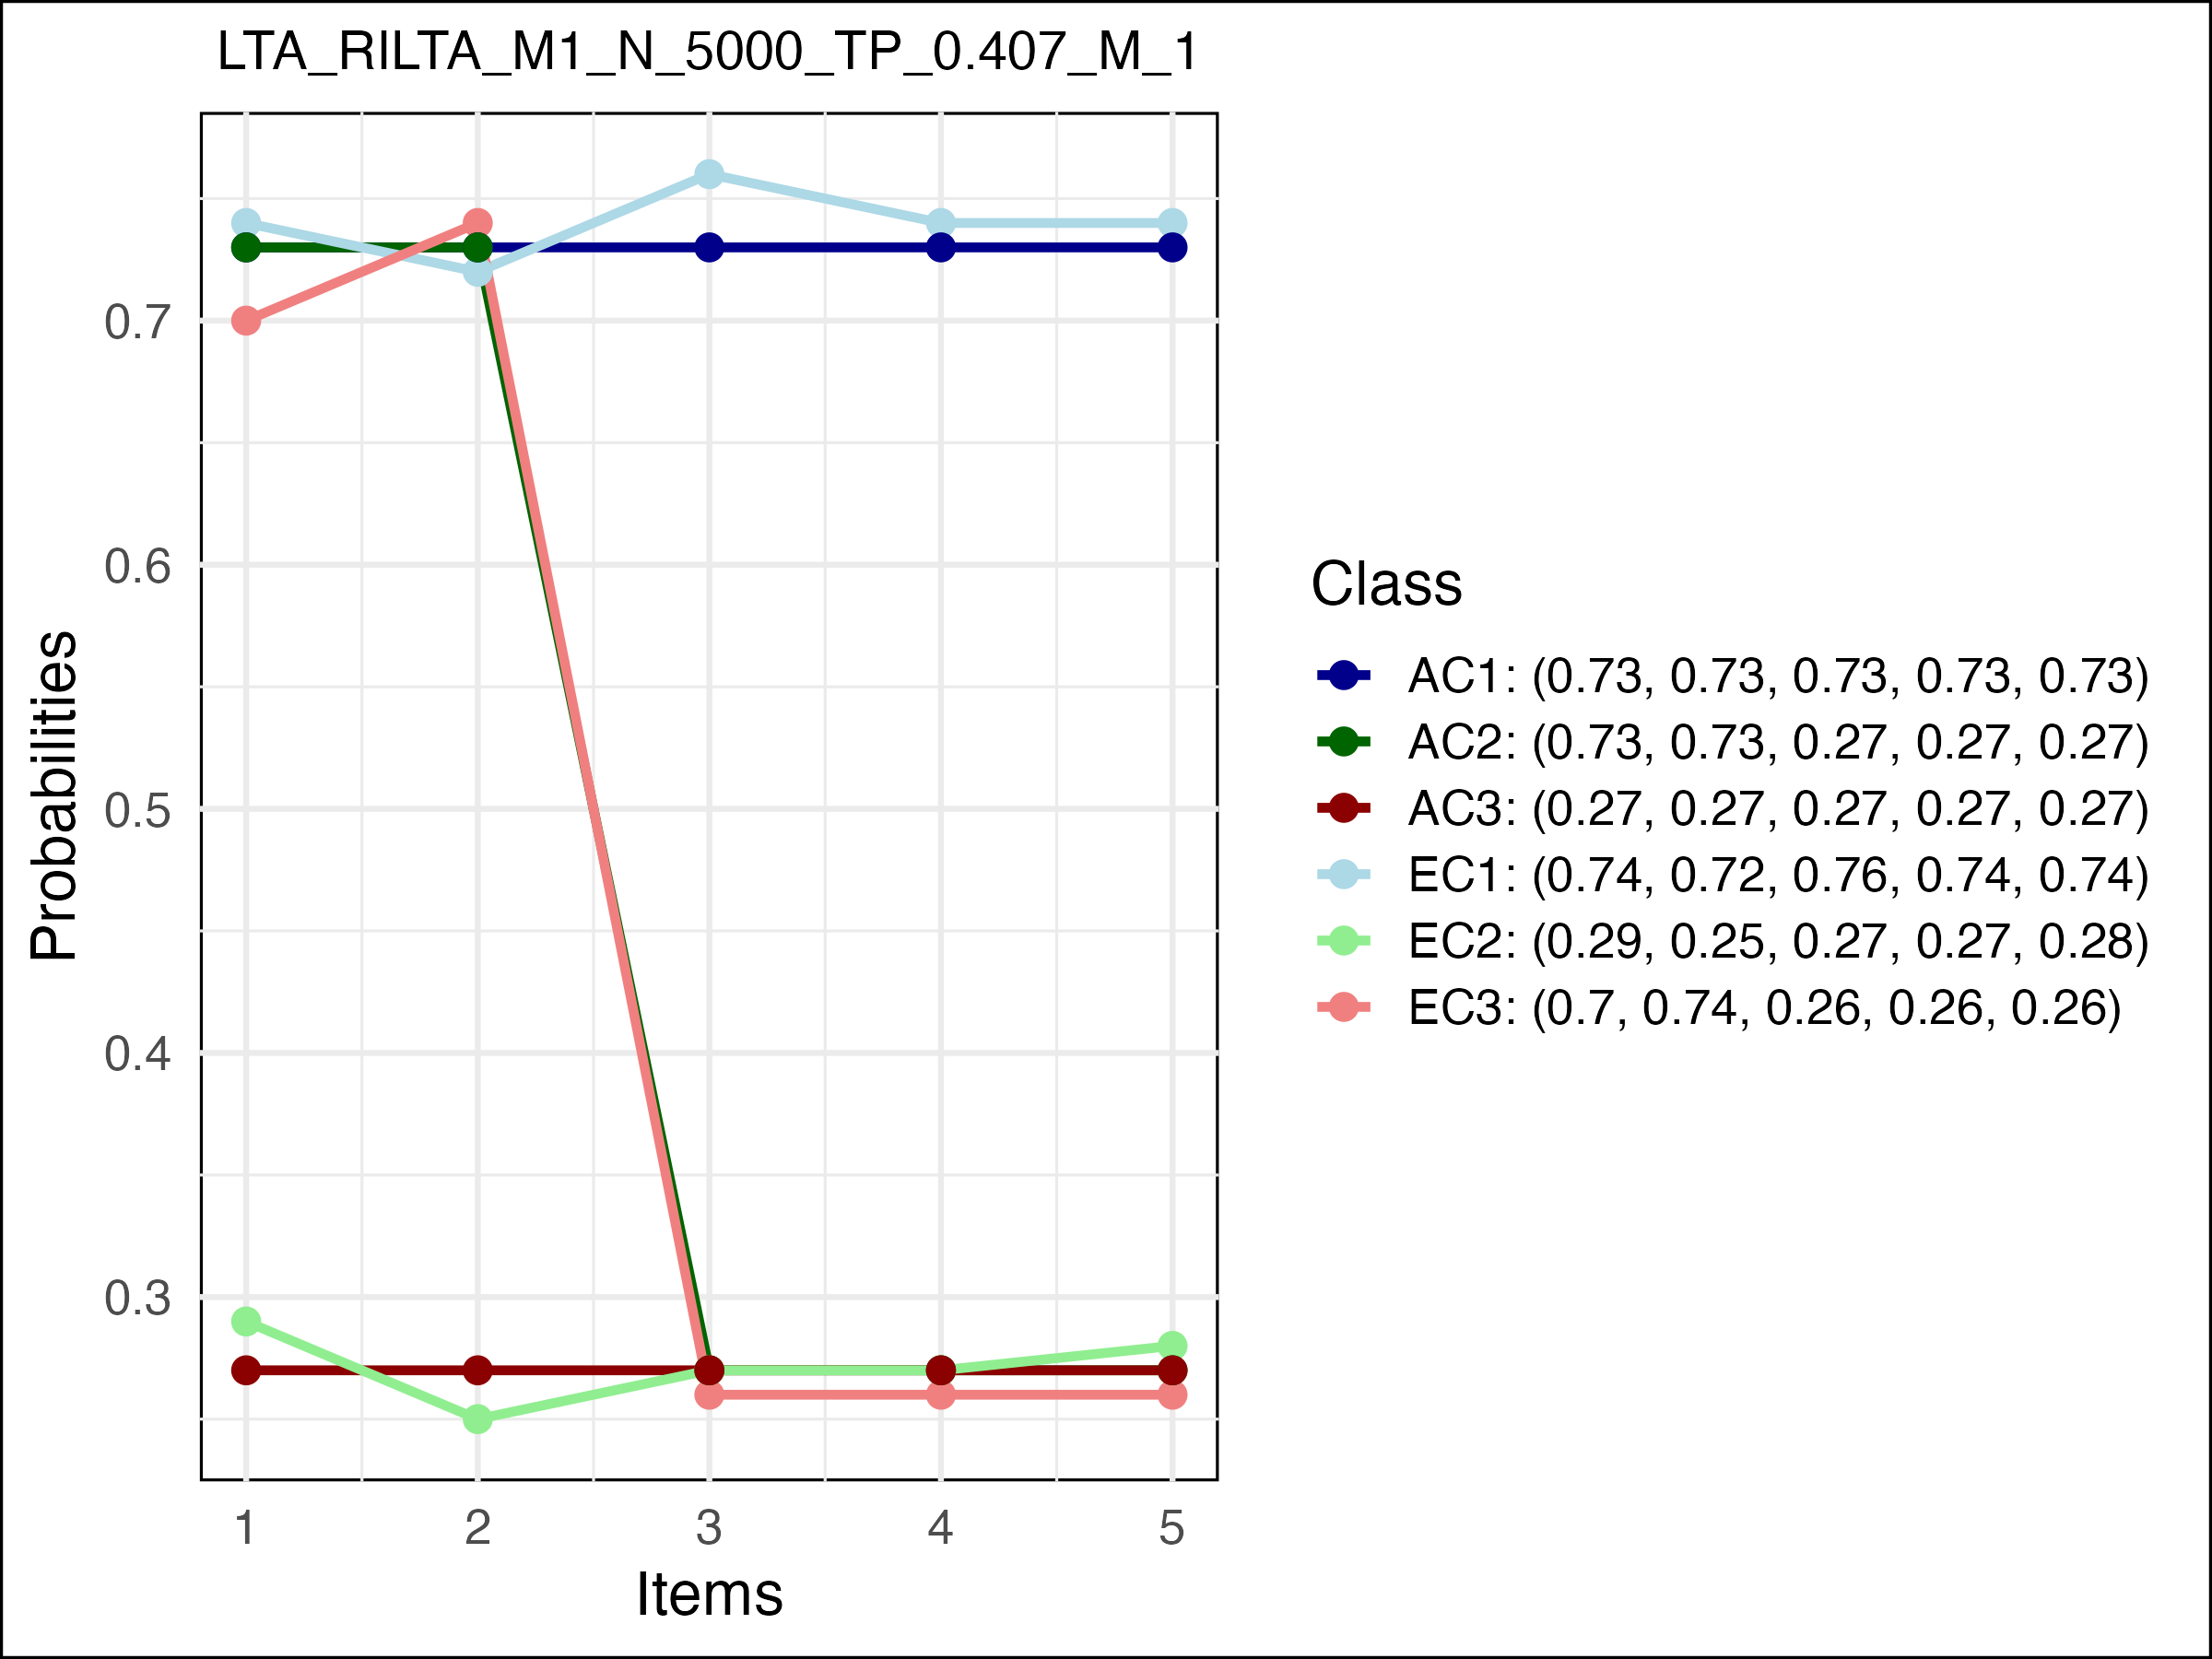 LTA_RILTA_M1_N_5000_TP_0.407_M_1
Probabilities
0.7
0.6
0.5
0.4
0.3
1 2 3 4 5
Items
Class
AC1: (0.73, 0.73, 0.73, 0.73, 0.73)
AC2: (0.73, 0.73, 0.27, 0.27, 0.27)
AC3: (0.27, 0.27, 0.27, 0.27, 0.27)
EC1: (0.74, 0.72, 0.76, 0.74, 0.74)
EC2: (0.29, 0.25, 0.27, 0.27, 0.28)
EC3: (0.7, 0.74, 0.26, 0.26, 0.26)